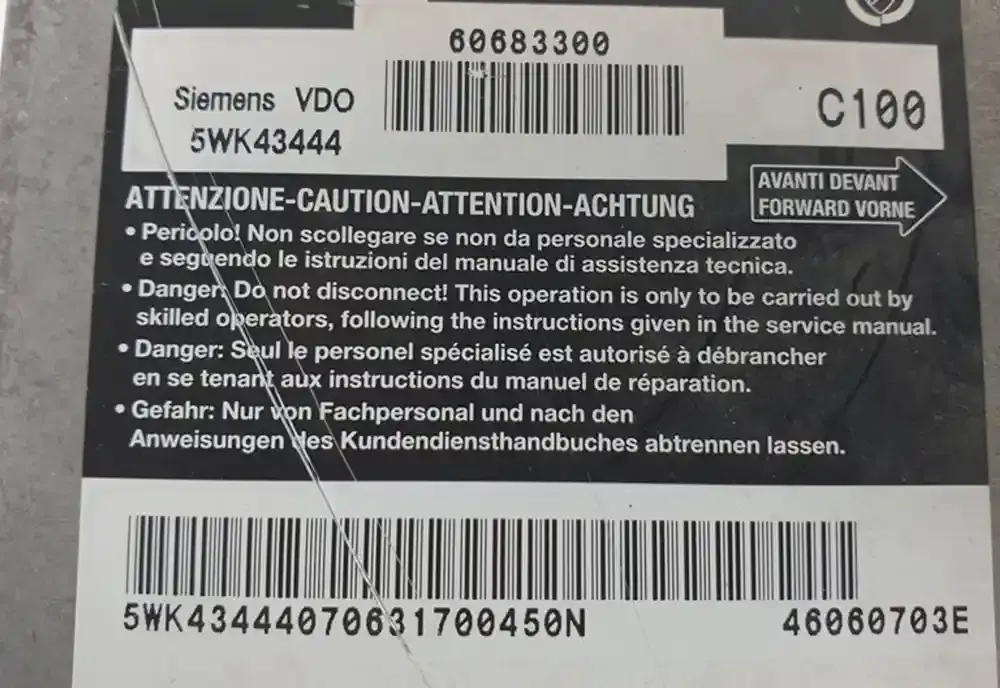 60683300
Siemens VDO
5WK43444
C100
ATTENZIONE-CAUTION-ATTENTION-ACHTUNG
AVANTI DEVANT
FORWARD VORNE
• Pericolo! Non scollegare se non da personale specializzato
e seguendo le istruzioni del manuale di assistenza tecnica.
• Danger: Do not disconnect! This operation is only to be carried out by
skilled operators, following the instructions given in the service manual.
• Danger: Seul le personel spécialisé est autorisé à débrancher
en se tenant aux instructions du manuel de réparation.
• Gefahr: Nur von Fachpersonal und nach den
Anweisungen des Kundendiensthandbuches abtrennen lassen.
5WK43444070631700450N
46060703E